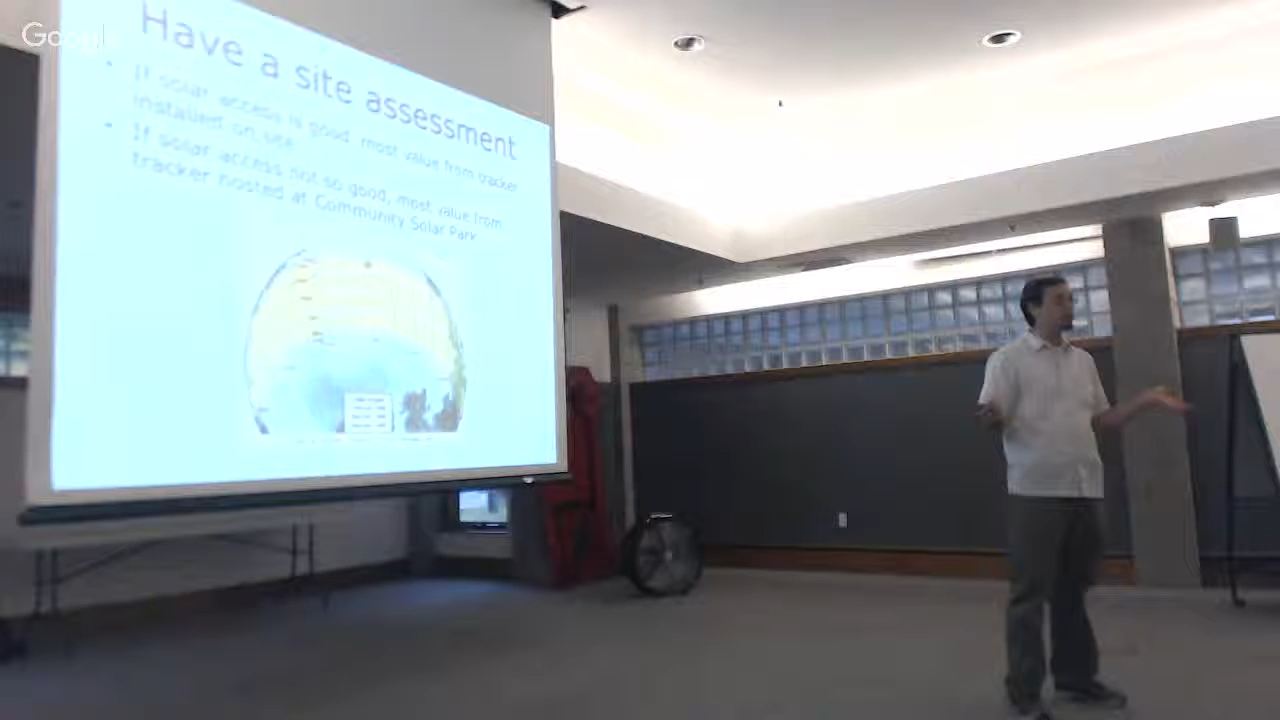 Google
Have a site assessment
If solar access is good, most value from tracker
installed on site
If solar access not so good, most value from
tracker hosted at Community Solar Park